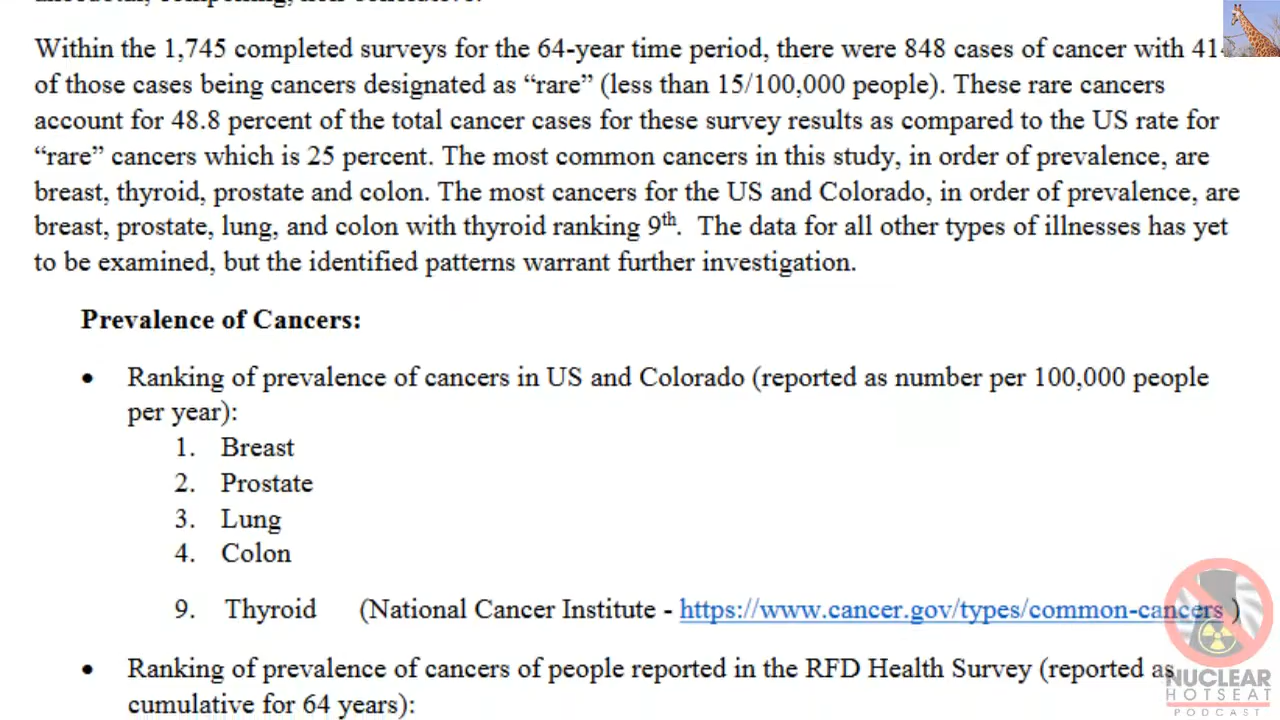 Within the 1,745 completed surveys for the 64-year time period, there were 848 cases of cancer with
of those cases being cancers designated as “rare” (less than 15/100,000 people). These rare cancers
account for 48.8 percent of the total cancer cases for these survey results as compared to the US rate for
“rare” cancers which is 25 percent. The most common cancers in this study, in order of prevalence, are
breast, thyroid, prostate and colon. The most cancers for the US and Colorado, in order of prevalence, are
breast, prostate, lung, and colon with thyroid ranking 9th. The data for all other types of illnesses has yet
to be examined, but the identified patterns warrant further investigation.
Prevalence of Cancers:
• Ranking of prevalence of cancers in US and Colorado (reported as number per 100,000 people
per year):
1. Breast
2. Prostate
3. Lung
4. Colon
9. Thyroid (National Cancer Institute - https://www.cancer.gov/types/common-cancers )
• Ranking of prevalence of cancers of people reported in the RFD Health Survey (reported as
cumulative for 64 years):
NUCLEAR
HOTSEAT
PODCAST